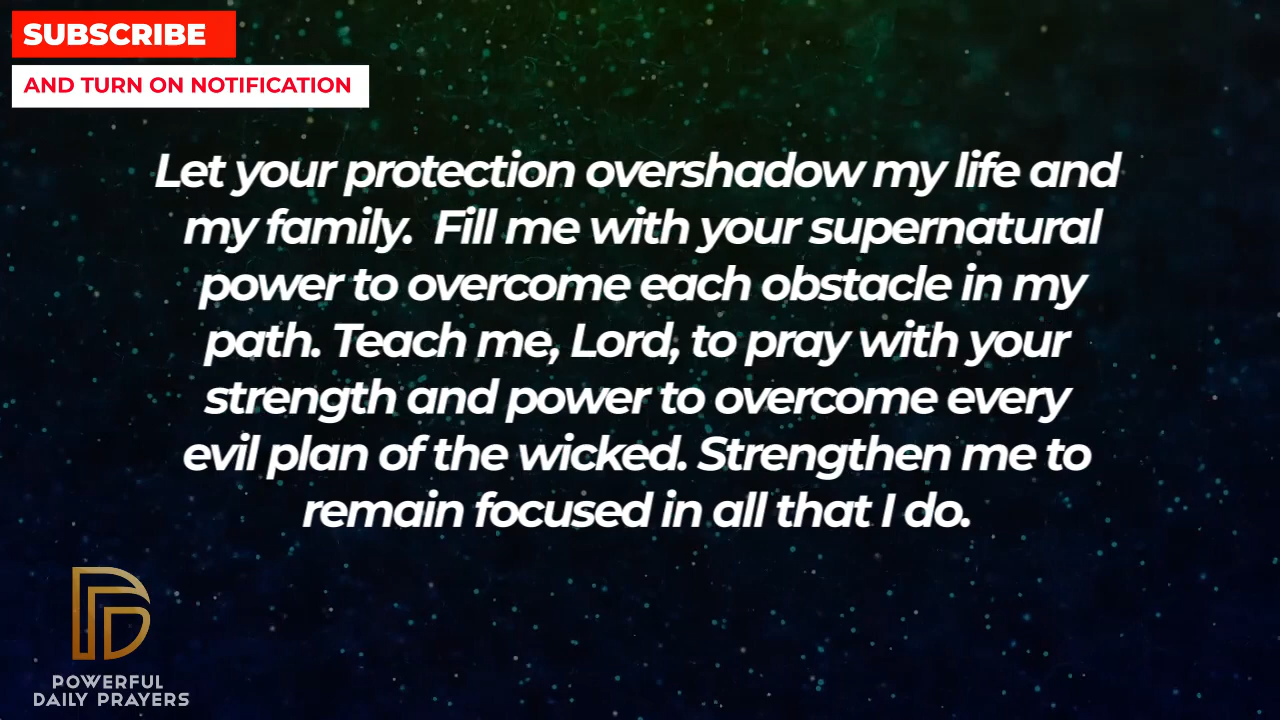 SUBSCRIBE
AND TURN ON NOTIFICATION
Let your protection overshadow my life and
my family.  Fill me with your supernatural
power to overcome each obstacle in my
path. Teach me, Lord, to pray with your
strength and power to overcome every
evil plan of the wicked. Strengthen me to
remain focused in all that I do.
POWERFUL
DAILY PRAYERS